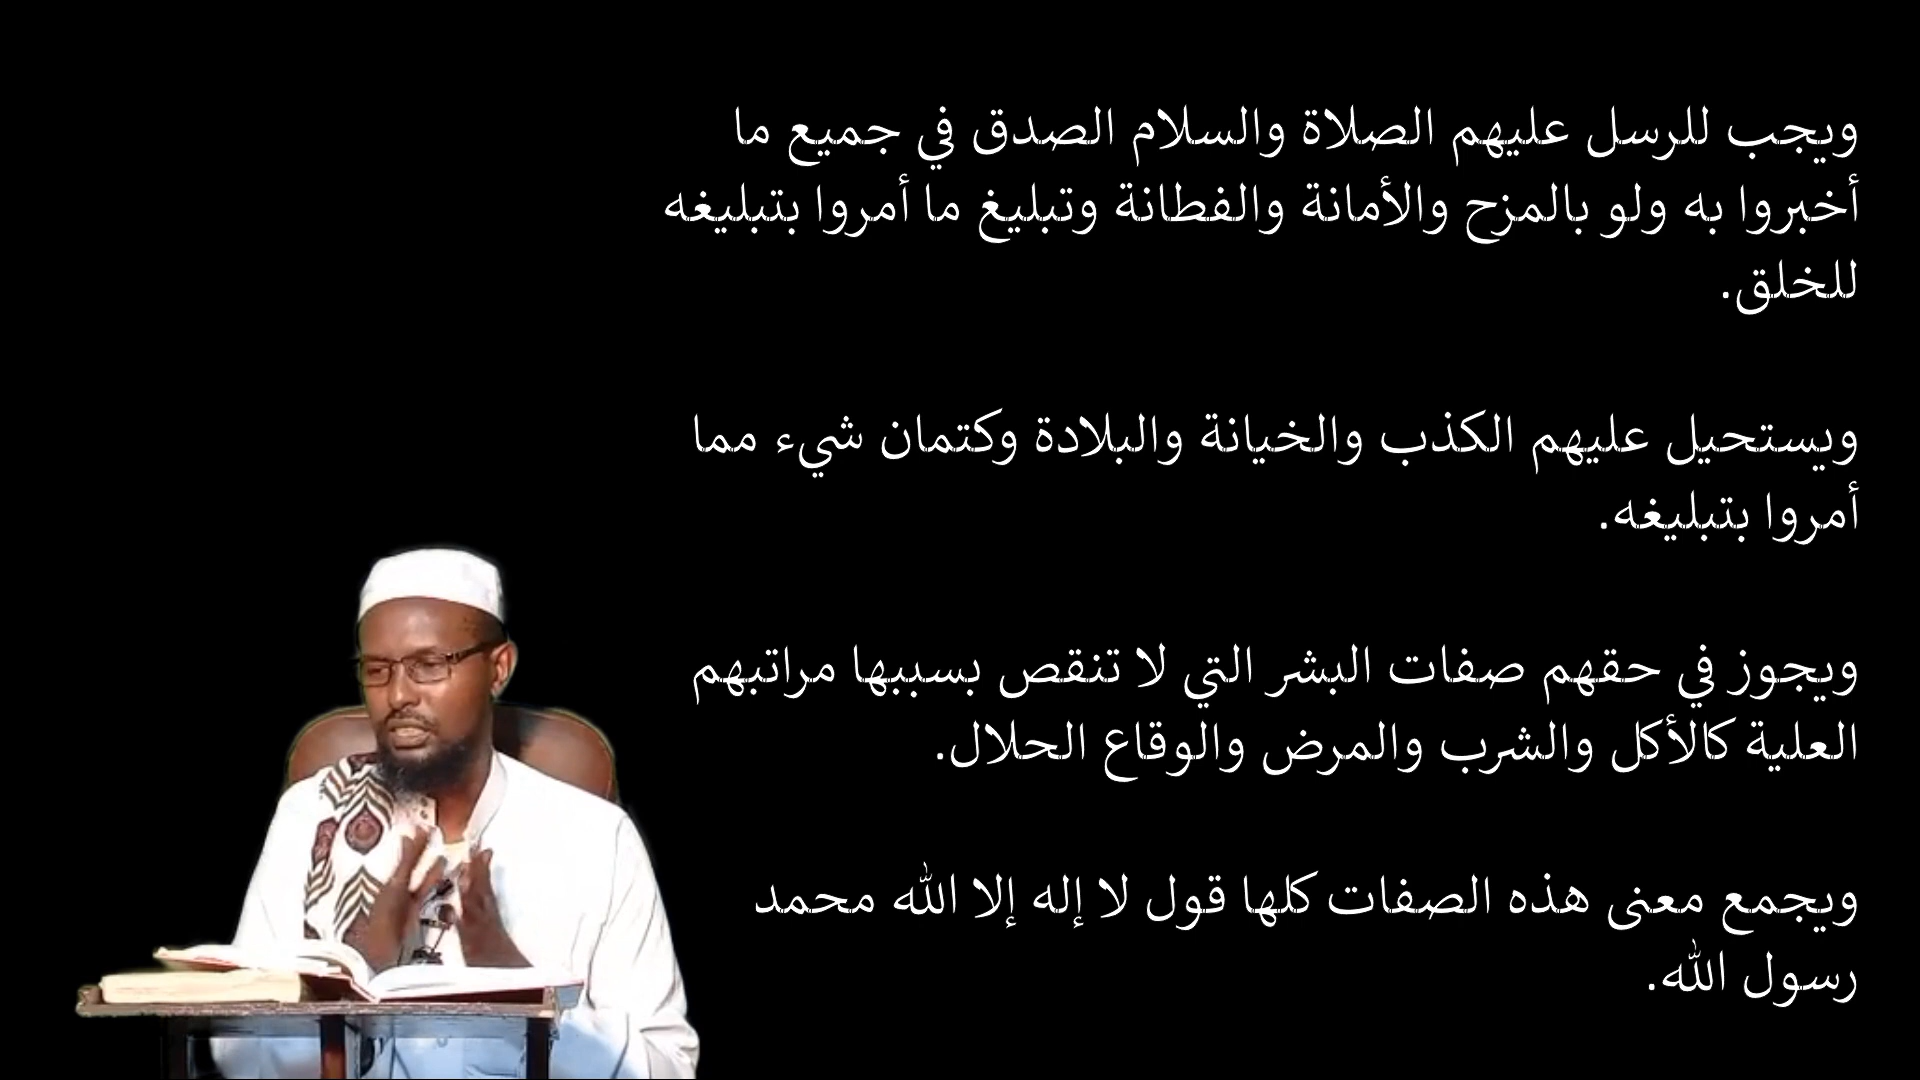 ويجب للرسل عليهم الصلاة والسلام الصدق في جميع ما
أخبروا به ولو بالمزح والأمانة والفطانة وتبليغ ما أمروا بتبليغه
للخلق.
ويستحيل عليهم الكذب والخيانة والبلادة وكتمان شيء مما
أمروا بتبليغه.
ويجوز في حقهم صفات البشر التي لا تنقص بسببها مراتبهم
العلية كالأكل والشرب والمرض والوقاع الحلال.
ويجمع معنى هذه الصفات كلها قول لا إله إلا الله محمد
رسول الله.